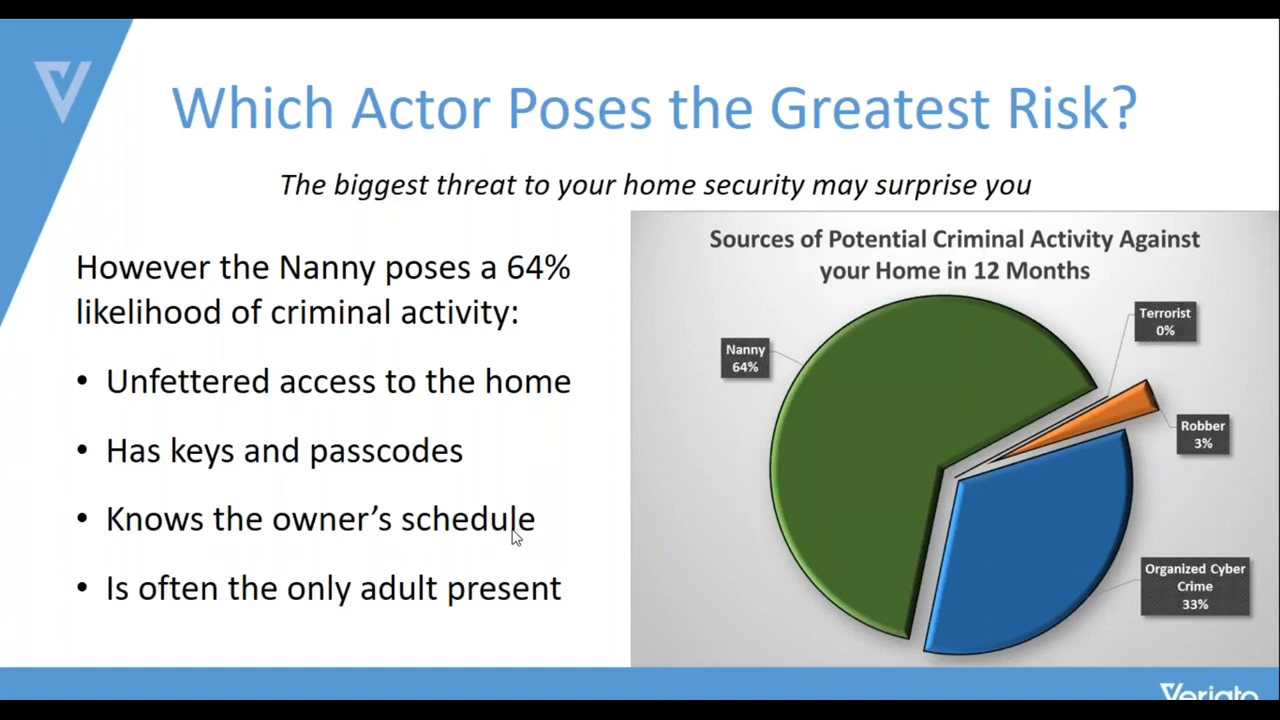 Which Actor Poses the Greatest Risk?
The biggest threat to your home security may surprise you
However the Nanny poses a 64%
likelihood of criminal activity:
• Unfettered access to the home
• Has keys and passcodes
• Knows the owner’s schedule
• Is often the only adult present
Sources of Potential Criminal Activity Against
your Home in 12 Months
Terrorist
0%
Nanny
64%
Robber
3%
Organized Cyber
Crime
33%
Veriato